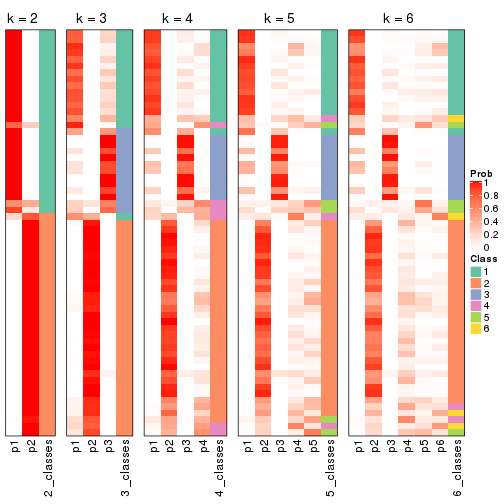 k = 2
k = 3
k = 4
k = 5
k = 6
p1
p2
2_classes
p1
p2
p3
3_classes
p1
p2
p3
p4
4_classes
p1
p2
p3
p4
p5
5_classes
p1
p2
p3
p4
p5
p6
6_classes
Prob
1
0.8
0.6
0.4
0.2
0
Class
1
2
3
4
5
6